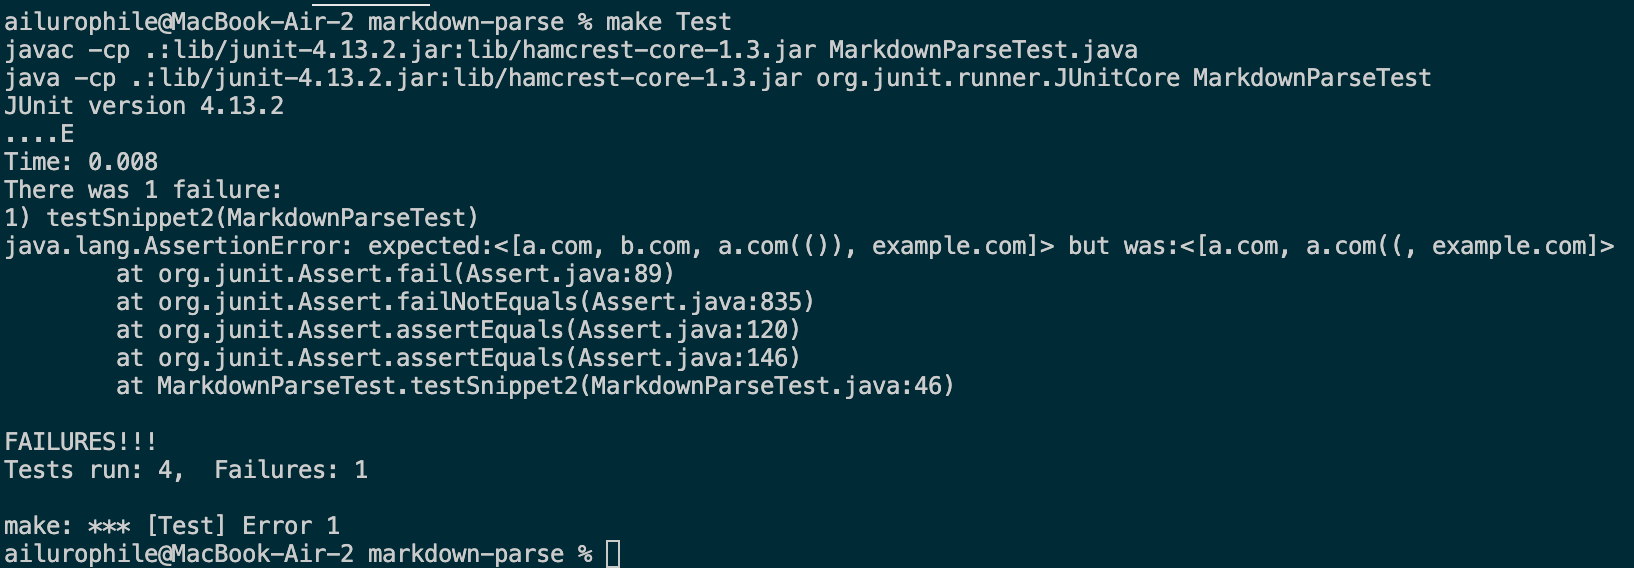 ailurophile@MacBook-Air-2 markdown-parse % make Test
javac -cp .:lib/junit-4.13.2.jar:lib/hamcrest-core-1.3.jar MarkdownParseTest.java
java -cp .:lib/junit-4.13.2.jar:lib/hamcrest-core-1.3.jar org.junit.runner.JUnitCore MarkdownParseTest
JUnit version 4.13.2
....E
Time: 0.008
There was 1 failure:
1) testSnippet2(MarkdownParseTest)
java.lang.AssertionError: expected:<[a.com, b.com, a.com(()), example.com]> but was:<[a.com, a.com((, example.com]>
        at org.junit.Assert.fail(Assert.java:89)
        at org.junit.Assert.failNotEquals(Assert.java:835)
        at org.junit.Assert.assertEquals(Assert.java:120)
        at org.junit.Assert.assertEquals(Assert.java:146)
        at MarkdownParseTest.testSnippet2(MarkdownParseTest.java:46)

FAILURES!!!
Tests run: 4,  Failures: 1

make: *** [Test] Error 1
ailurophile@MacBook-Air-2 markdown-parse %